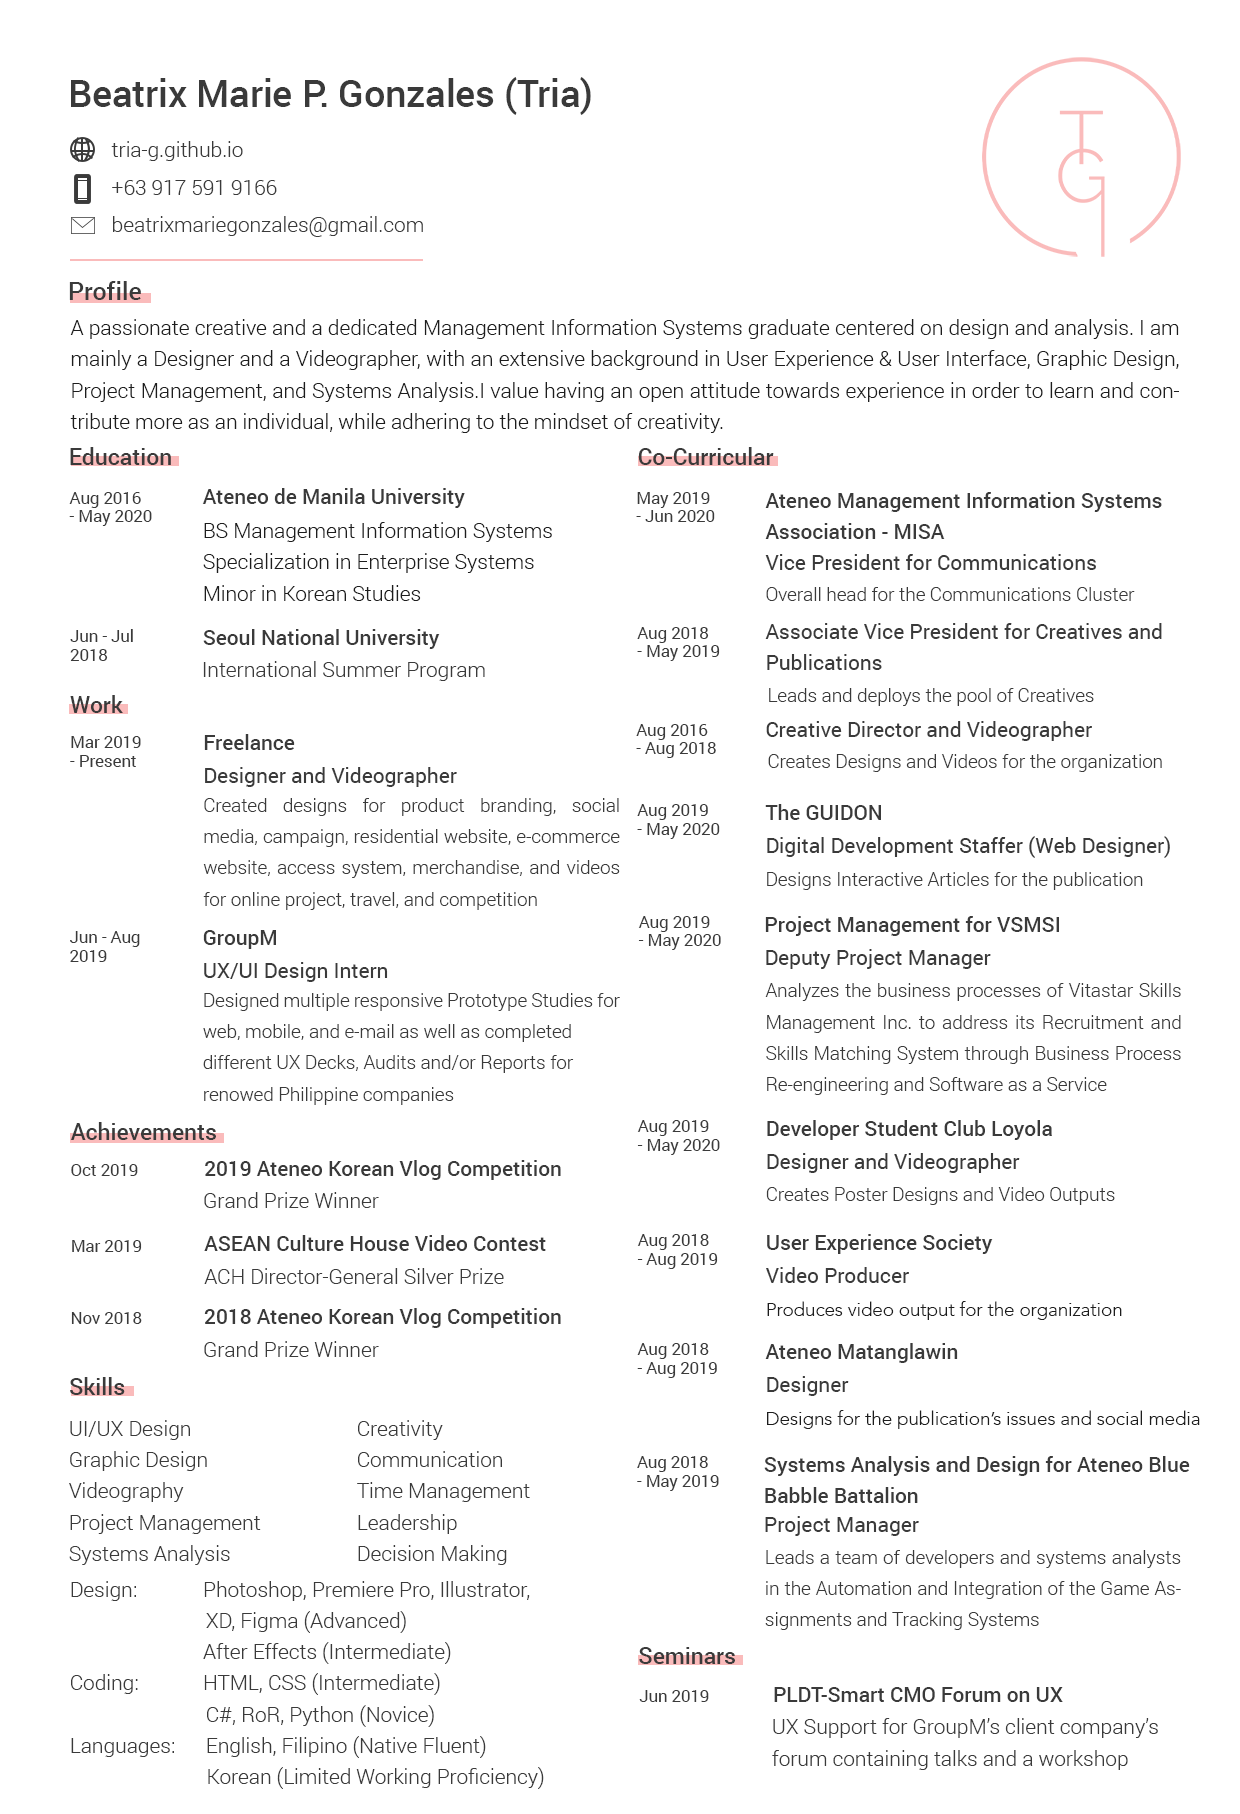 Beatrix Marie P. Gonzales (Tria)
tria-g.github.io
+63 917 591 9166
beatrixmariegonzales@gmail.com
T
G
Profile
A passionate creative and a dedicated Management Information Systems graduate centered on design and analysis. I am
mainly a Designer and a Videographer, with an extensive background in User Experience & User Interface, Graphic Design,
Project Management, and Systems Analysis.I value having an open attitude towards experience in order to learn and con-
tribute more as an individual, while adhering to the mindset of creativity.
Education
Aug 2016
- May 2020
Ateneo de Manila University
BS Management Information Systems
Specialization in Enterprise Systems
Minor in Korean Studies
Jun - Jul
2018
Seoul National University
International Summer Program
Work
Mar 2019
- Present
Freelance
Designer and Videographer
Created designs for product branding, social
media, campaign, residential website, e-commerce
website, access system, merchandise, and videos
for online project, travel, and competition
Jun - Aug
2019
GroupM
UX/UI Design Intern
Designed multiple responsive Prototype Studies for
web, mobile, and e-mail as well as completed
different UX Decks, Audits and/or Reports for
renowed Philippine companies
Achievements
Oct 2019
2019 Ateneo Korean Vlog Competition
Grand Prize Winner
Mar 2019
ASEAN Culture House Video Contest
ACH Director-General Silver Prize
Nov 2018
2018 Ateneo Korean Vlog Competition
Grand Prize Winner
Skills
UI/UX Design
Graphic Design
Videography
Project Management
Systems Analysis
Creativity
Communication
Time Management
Leadership
Decision Making
Design:
Photoshop, Premiere Pro, Illustrator,
XD, Figma (Advanced)
After Effects (Intermediate)
Coding:
HTML, CSS (Intermediate)
C#, RoR, Python (Novice)
Languages:
English, Filipino (Native Fluent)
Korean (Limited Working Proficiency)
Co-Curricular
May 2019
- Jun 2020
Ateneo Management Information Systems
Association - MISA
Vice President for Communications
Overall head for the Communications Cluster
Aug 2018
- May 2019
Associate Vice President for Creatives and
Publications
Leads and deploys the pool of Creatives
Aug 2016
- Aug 2018
Creative Director and Videographer
Creates Designs and Videos for the organization
Aug 2019
- May 2020
The GUIDON
Digital Development Staffer (Web Designer)
Designs Interactive Articles for the publication
Aug 2019
- May 2020
Project Management for VSMSI
Deputy Project Manager
Analyzes the business processes of Vitastar Skills
Management Inc. to address its Recruitment and
Skills Matching System through Business Process
Re-engineering and Software as a Service
Aug 2019
- May 2020
Developer Student Club Loyola
Designer and Videographer
Creates Poster Designs and Video Outputs
Aug 2018
- Aug 2019
User Experience Society
Video Producer
Produces video output for the organization
Aug 2018
- Aug 2019
Ateneo Matanglawin
Designer
Designs for the publication's issues and social media
Aug 2018
- May 2019
Systems Analysis and Design for Ateneo Blue
Babble Battalion
Project Manager
Leads a team of developers and systems analysts
in the Automation and Integration of the Game As-
signments and Tracking Systems
Seminars
Jun 2019
PLDT-Smart CMO Forum on UX
UX Support for GroupM's client company's
forum containing talks and a workshop